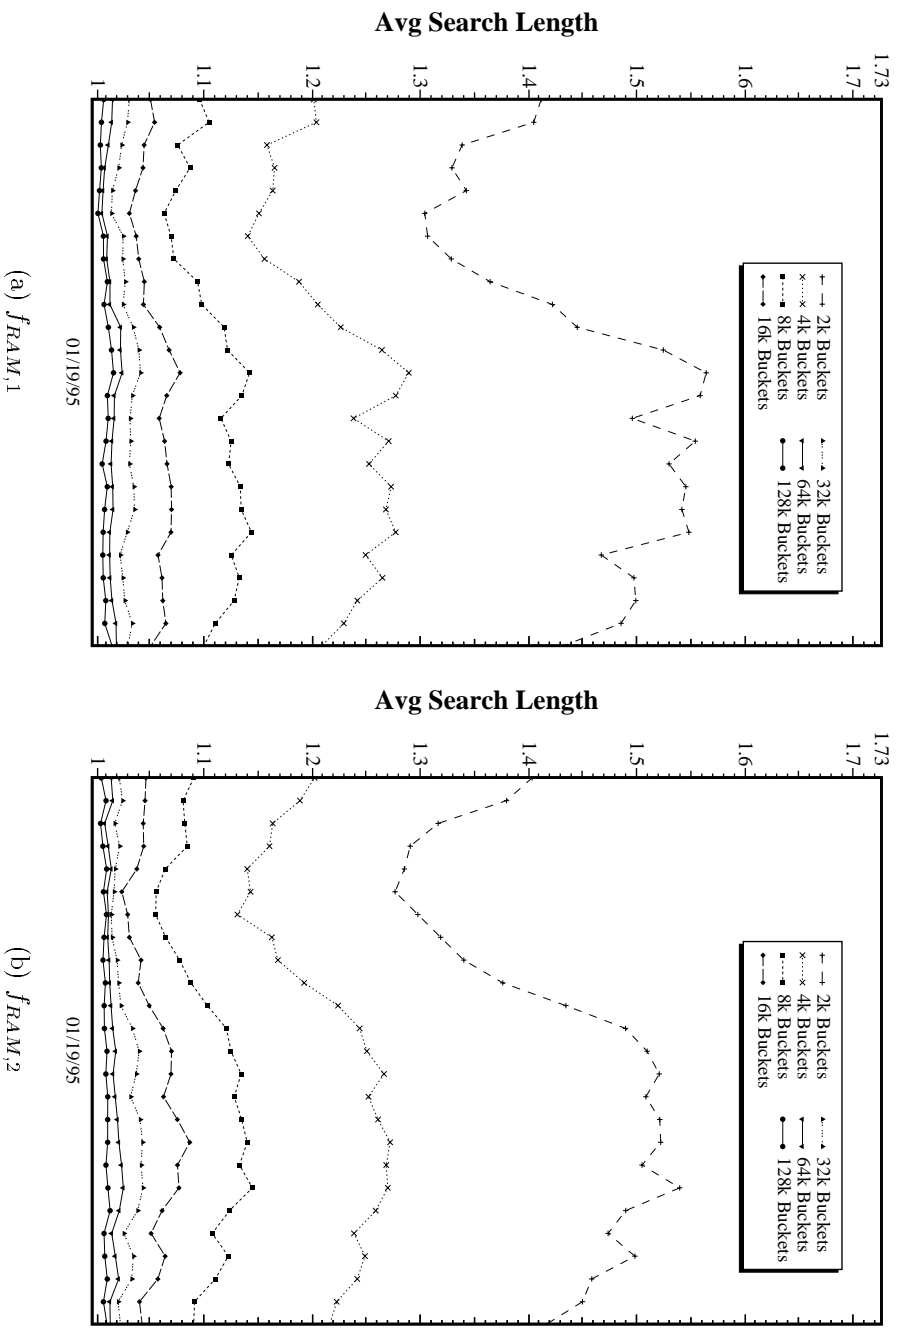 Avg Search Length
1.73
1.7
1.6
1.5
1.4
1.3
1.2
1.1
1
2k Buckets
4k Buckets
8k Buckets
16k Buckets
32k Buckets
64k Buckets
128k Buckets
01/19/95
(a) fRAM,1
Avg Search Length
1.73
1.7
1.6
1.5
1.4
1.3
1.2
1.1
1
2k Buckets
4k Buckets
8k Buckets
16k Buckets
32k Buckets
64k Buckets
128k Buckets
01/19/95
(b) fRAM,2